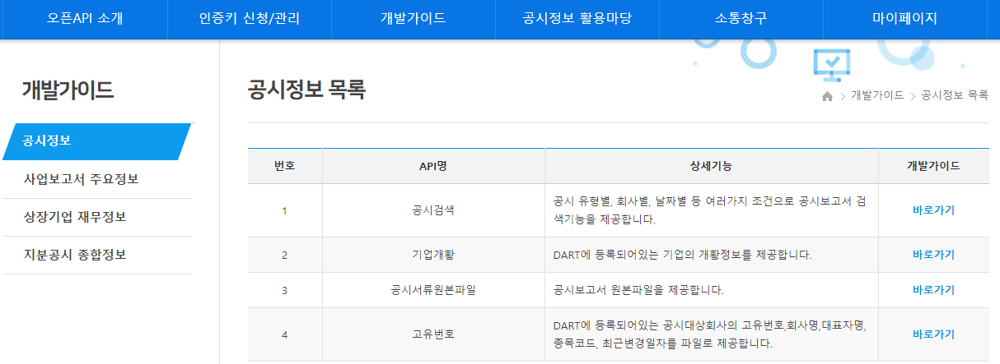 오픈API 소개
인증키 신청/관리
개발가이드
공시정보 활용마당
소통창구
마이페이지
개발가이드
공시정보
사업보고서 주요정보
상장기업 재무정보
지분공시 종합정보
공시정보 목록
개발가이드 > 공시정보 목록
번호 API명 상세기능 개발가이드
1 공시검색 공시 유형별, 회사별, 날짜별 등 여러가지 조건으로 공시보고서 검
색기능을 제공합니다. 바로가기
2 기업개황 DART에 등록되어있는 기업의 개황정보를 제공합니다. 바로가기
3 공시서류원본파일 공시보고서 원본파일을 제공합니다. 바로가기
4 고유번호 DART에 등록되어있는 공시대상회사의 고유번호,회사명,대표자명,
종목코드, 최근변경일자를 파일로 제공합니다. 바로가기